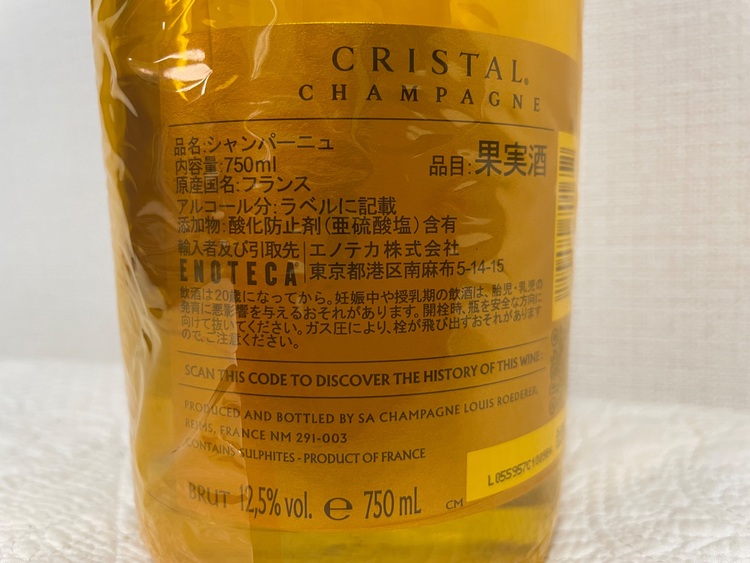 CRISTAL®
CHAMPAGNE
品名:シャンパーニュ
内容量:750ml
品目:果実酒
原産国名:フランス
アルコール分:ラベルに記載
添加物:酸化防止剤(亜硫酸塩)含有
輸入者及び引取先|エノテカ株式会社
ENOTECA|東京都港区南麻布5-14-15
飲酒は20歳になってから。妊娠中や授乳期の飲酒は、胎児・乳児の
発育に悪影響を与えるおそれがあります。開栓時、瓶を安全な方向に
向けて抜いてください。ガス圧により、栓が飛び出すおそれがあります
ので、ご注意ください。
SCAN THIS CODE TO DISCOVER THE HISTORY OF THIS WINE:
PRODUCED AND BOTTLED BY SA CHAMPAGNE LOUIS ROEDERER,
REIMS, FRANCE NM 291-003
CONTAINS SULPHITES - PRODUCT OF FRANCE
BRUT 12,5% vol. ℮ 750 mL CM